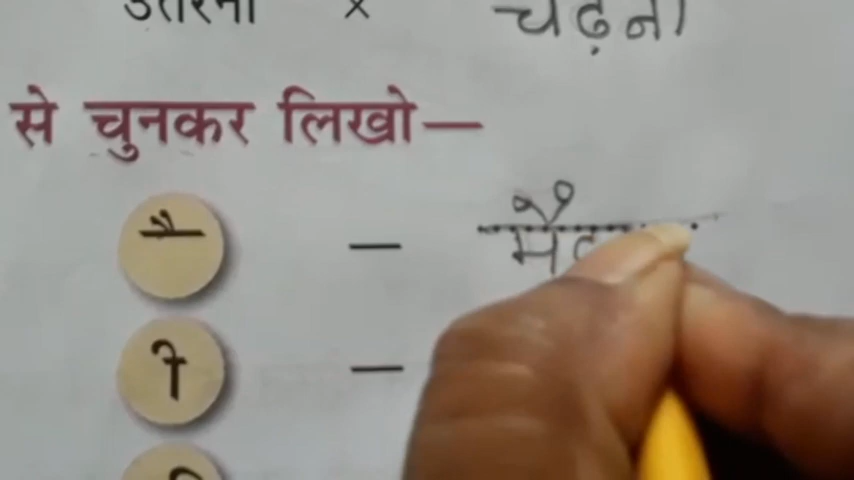 उतरना × चढ़ना
से चुनकर लिखो—
ै –
ी –